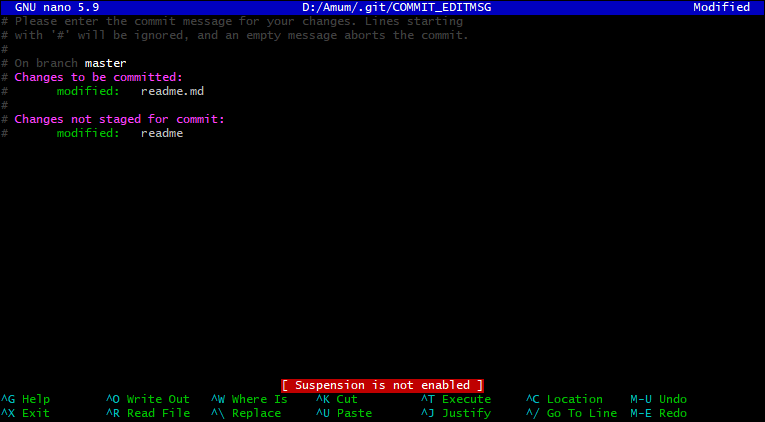 GNU nano 5.9 D:/Amum/.git/COMMIT_EDITMSG Modified
# Please enter the commit message for your changes. Lines starting
# with '#' will be ignored, and an empty message aborts the commit.
#
# On branch master
# Changes to be committed:
#       modified:   readme.md
#
# Changes not staged for commit:
#       modified:   readme
[ Suspension is not enabled ]
^G Help ^O Write Out ^W Where Is ^K Cut ^T Execute ^C Location M-U Undo
^X Exit ^R Read File ^\ Replace ^U Paste ^J Justify ^/ Go To Line M-E Redo